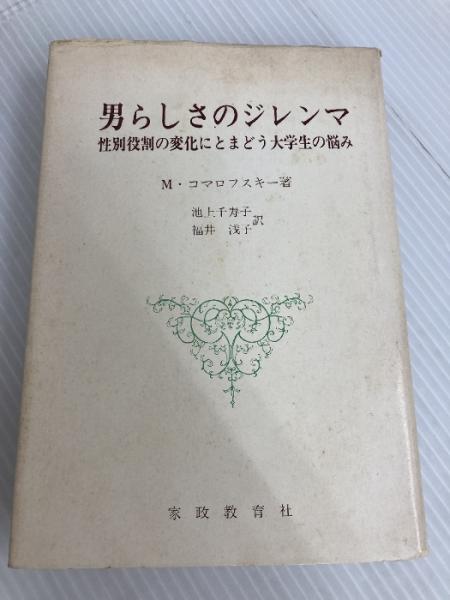 男らしさのジレンマ
性別役割の変化にとまどう大学生の悩み
M・コマロフスキー著
池上千寿子
福井浅子
訳
家政教育社